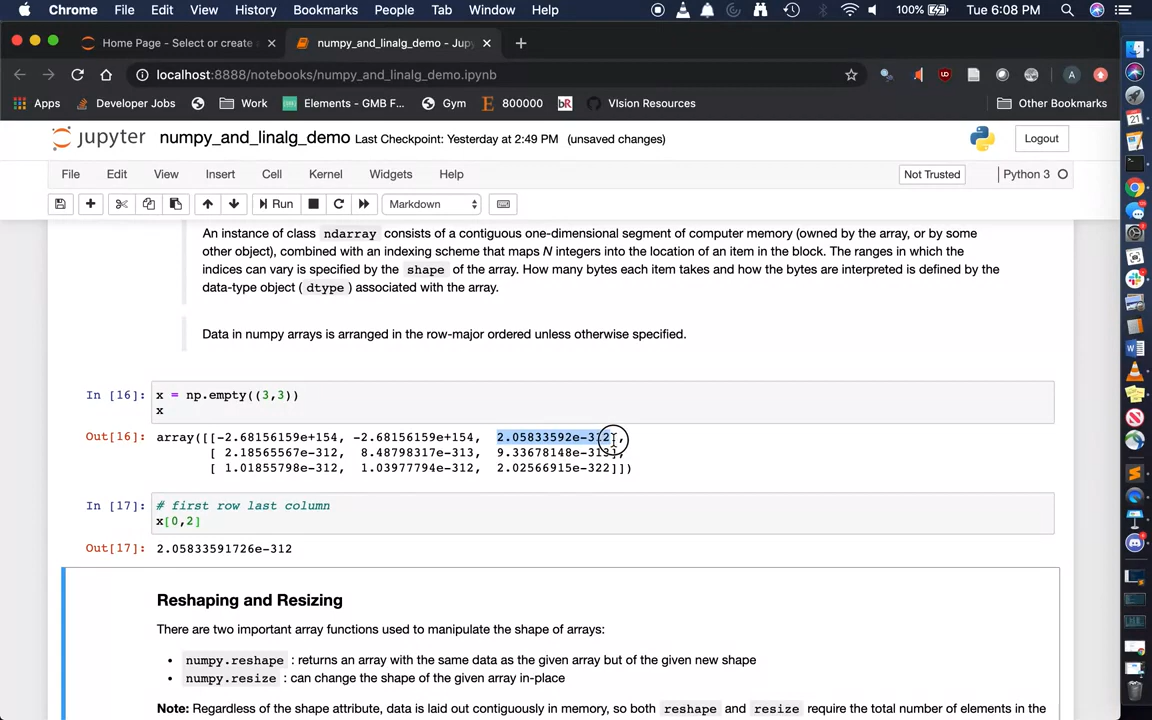 Chrome File Edit View History Bookmarks People Tab Window Help 100% Tue 6:08 PM
Home Page - Select or create numpy_and_linalg_demo - Jupy
localhost:8888/notebooks/numpy_and_linalg_demo.ipynb
Apps Developer Jobs Work Elements - GMB F... Gym 800000 VIsion Resources Other Bookmarks
jupyter numpy_and_linalg_demo Last Checkpoint: Yesterday at 2:49 PM (unsaved changes) Logout
File Edit View Insert Cell Kernel Widgets Help Not Trusted Python 3
Run Markdown
An instance of class ndarray consists of a contiguous one-dimensional segment of computer memory (owned by the array, or by some
other object), combined with an indexing scheme that maps N integers into the location of an item in the block. The ranges in which the
indices can vary is specified by the shape of the array. How many bytes each item takes and how the bytes are interpreted is defined by the
data-type object ( dtype ) associated with the array.
Data in numpy arrays is arranged in the row-major ordered unless otherwise specified.
In [16]: x = np.empty((3,3))
x
Out[16]: array([[-2.68156159e+154, -2.68156159e+154, 2.05833592e-312],
[ 2.18565567e-312, 8.48798317e-313, 9.33678148e-313],
[ 1.01855798e-312, 1.03977794e-312, 2.02566915e-322]])
In [17]: # first row last column
x[0,2]
Out[17]: 2.05833591726e-312
Reshaping and Resizing
There are two important array functions used to manipulate the shape of arrays:
• numpy.reshape : returns an array with the same data as the given array but of the given new shape
• numpy.resize : can change the shape of the given array in-place
Note: Regardless of the shape attribute, data is laid out contiguously in memory, so both reshape and resize require the total number of elements in the